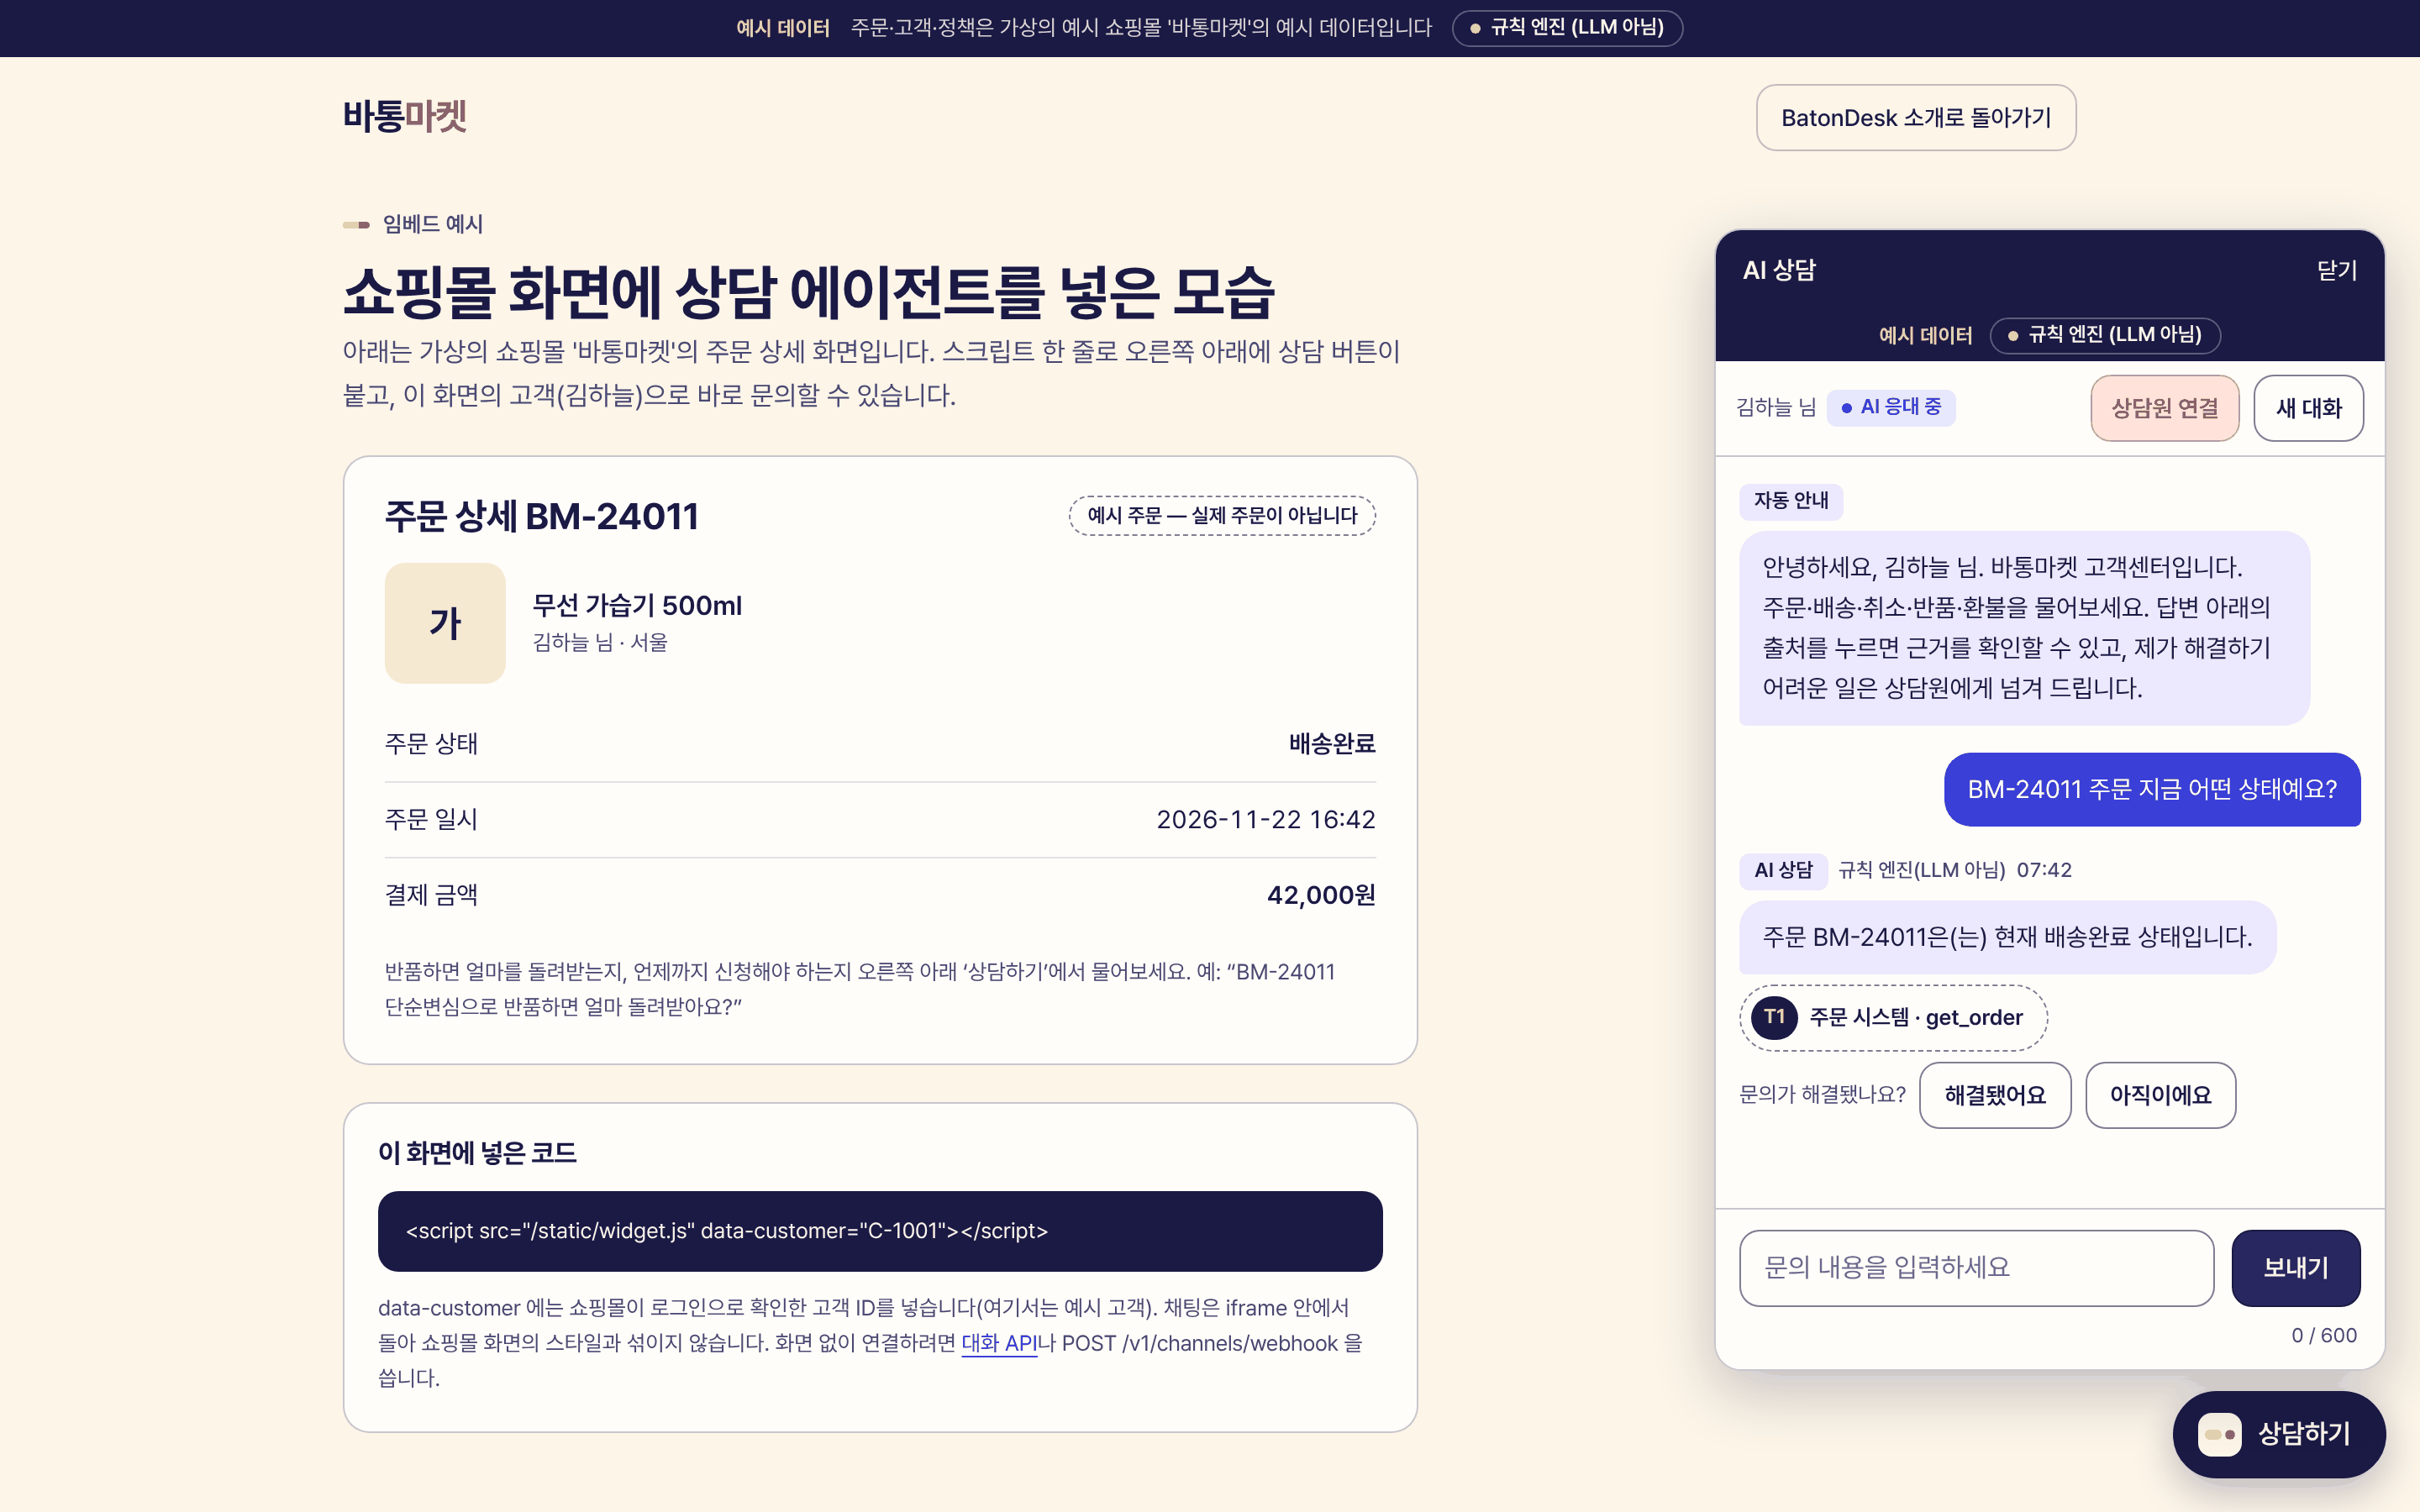 예시 데이터 주문·고객·정책은 가상의 예시 쇼핑몰 '바통마켓'의 예시 데이터입니다 규칙 엔진 (LLM 아님)
바통마켓
BatonDesk 소개로 돌아가기
임베드 예시
쇼핑몰 화면에 상담 에이전트를 넣은 모습
아래는 가상의 쇼핑몰 '바통마켓'의 주문 상세 화면입니다. 스크립트 한 줄로 오른쪽 아래에 상담 버튼이
붙고, 이 화면의 고객(김하늘)으로 바로 문의할 수 있습니다.
주문 상세 BM-24011
예시 주문 — 실제 주문이 아닙니다
가
무선 가습기 500ml
김하늘 님 · 서울
주문 상태 배송완료
주문 일시 2026-11-22 16:42
결제 금액 42,000원
반품하면 얼마를 돌려받는지, 언제까지 신청해야 하는지 오른쪽 아래 ‘상담하기’에서 물어보세요. 예: “BM-24011
단순변심으로 반품하면 얼마 돌려받아요?”
이 화면에 넣은 코드
<script src="/static/widget.js" data-customer="C-1001"></script>
data-customer 에는 쇼핑몰이 로그인으로 확인한 고객 ID를 넣습니다(여기서는 예시 고객). 채팅은 iframe 안에서
돌아 쇼핑몰 화면의 스타일과 섞이지 않습니다. 화면 없이 연결하려면 대화 API나 POST /v1/channels/webhook 을
씁니다.
AI 상담
닫기
예시 데이터 규칙 엔진 (LLM 아님)
김하늘 님 AI 응대 중
상담원 연결
새 대화
자동 안내
안녕하세요, 김하늘 님. 바통마켓 고객센터입니다.
주문·배송·취소·반품·환불을 물어보세요. 답변 아래의
출처를 누르면 근거를 확인할 수 있고, 제가 해결하기
어려운 일은 상담원에게 넘겨 드립니다.
BM-24011 주문 지금 어떤 상태예요?
AI 상담 규칙 엔진(LLM 아님) 07:42
주문 BM-24011은(는) 현재 배송완료 상태입니다.
T1 주문 시스템 · get_order
문의가 해결됐나요? 해결됐어요 아직이에요
문의 내용을 입력하세요
보내기
0 / 600
상담하기